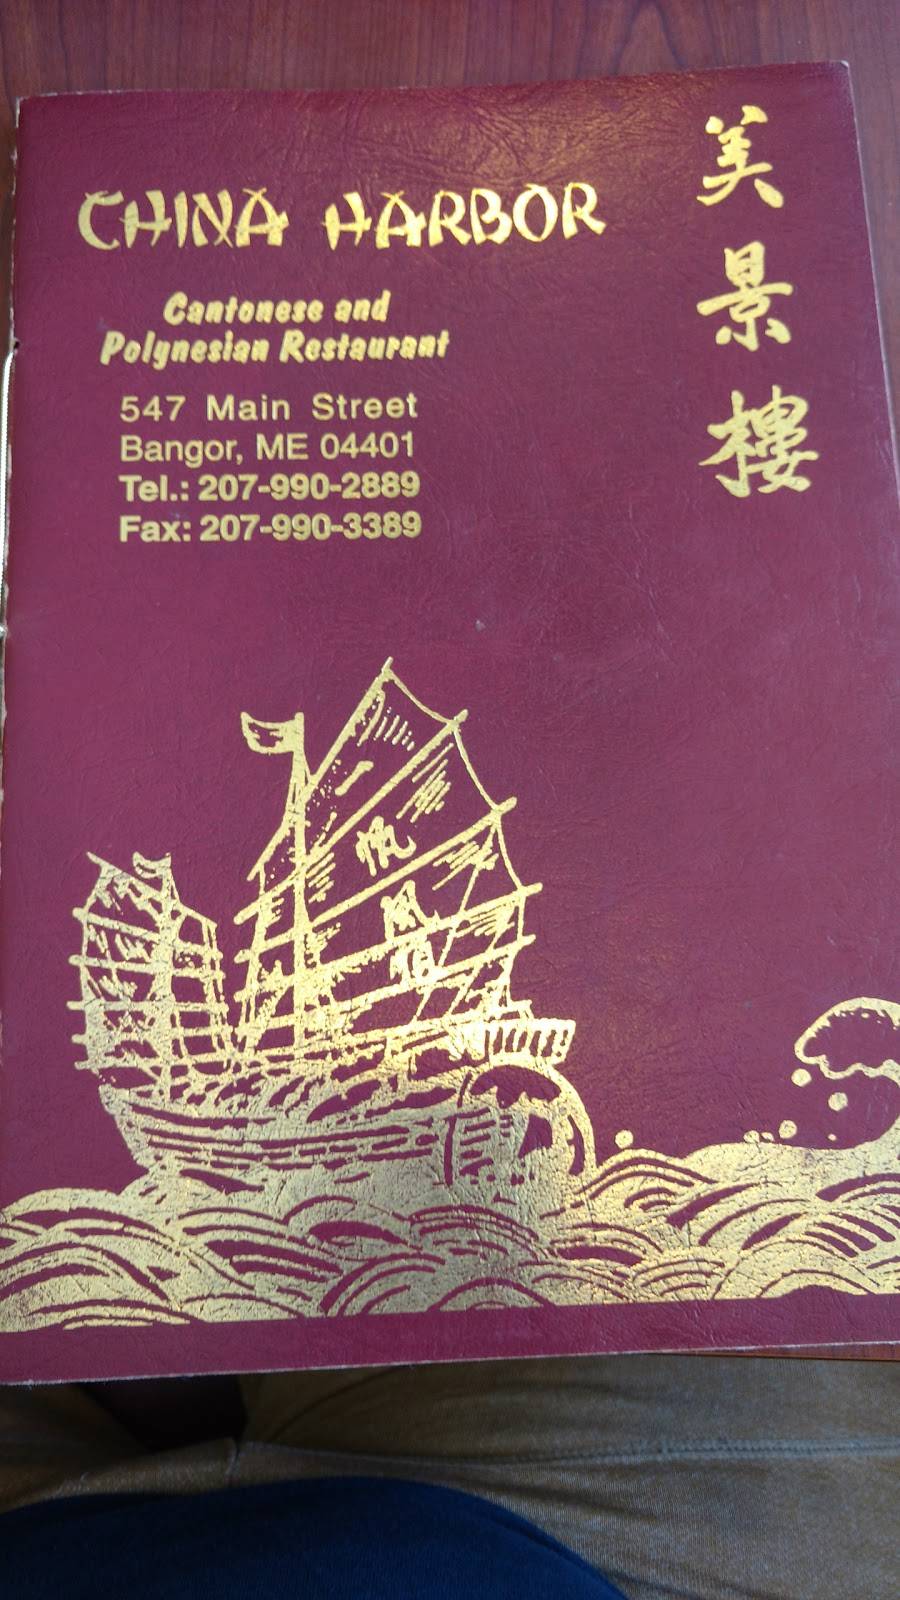 CHINA HARBOR
Cantonese and
Polynesian Restaurant
547 Main Street
Bangor, ME 04401
Tel.: 207-990-2889
Fax: 207-990-3389
美景樓